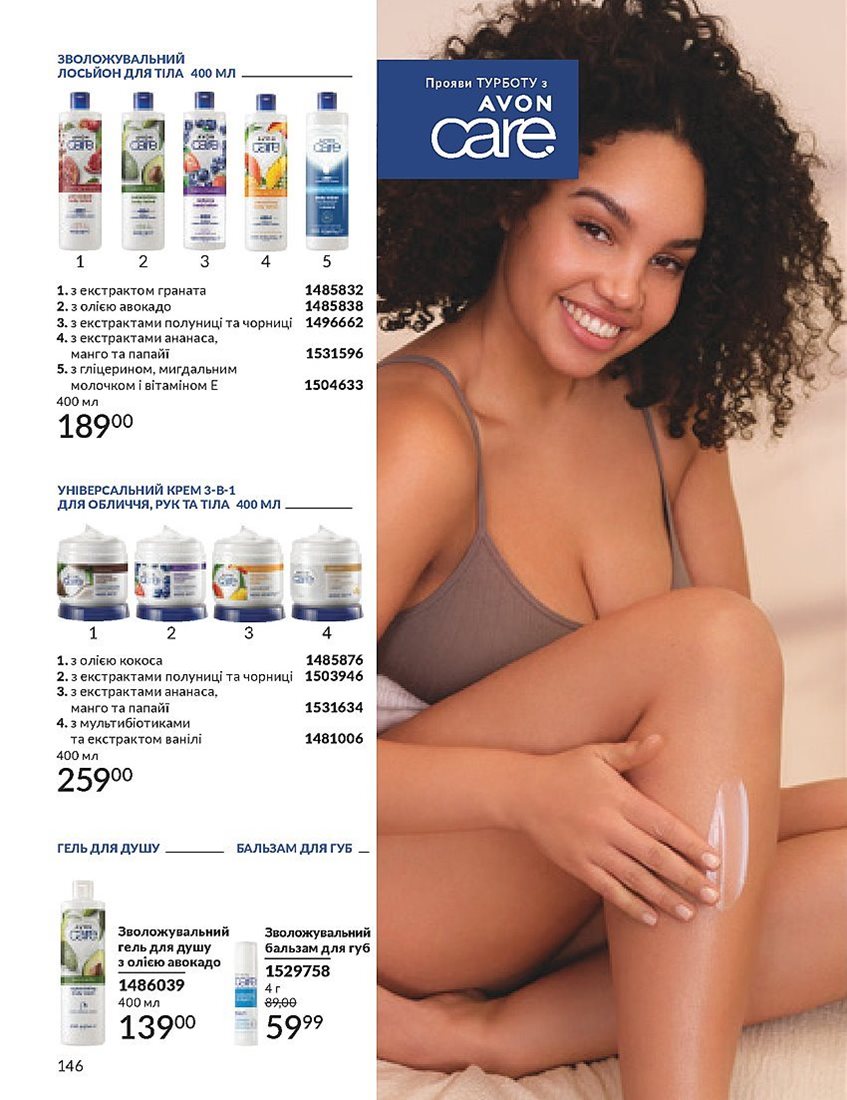 ЗВОЛОЖУВАЛЬНИЙ
ЛОСЬЙОН ДЛЯ ТІЛА 400 МЛ
Прояви ТУРБОТУ з
AVON
care
1 2 3 4 5
1. з екстрактом граната 1485832
2. з олією авокадо 1485838
3. з екстрактами полуниці та чорниці 1496662
4. з екстрактами ананаса,
манго та папайї 1531596
5. з гліцерином, мигдальним
молочком і вітаміном Е 1504633
400 мл
189⁰⁰
УНІВЕРСАЛЬНИЙ КРЕМ 3-В-1
ДЛЯ ОБЛИЧЧЯ, РУК ТА ТІЛА 400 МЛ
1 2 3 4
1. з олією кокоса 1485876
2. з екстрактами полуниці та чорниці 1503946
3. з екстрактами ананаса,
манго та папайї 1531634
4. з мультибіотиками
та екстрактом ванілі 1481006
400 мл
259⁰⁰
ГЕЛЬ ДЛЯ ДУШУ
Зволожувальний
гель для душу
з олією авокадо
1486039
400 мл
139⁰⁰
БАЛЬЗАМ ДЛЯ ГУБ
Зволожувальний
бальзам для губ
1529758
4 г
89,00
59⁹⁹
146